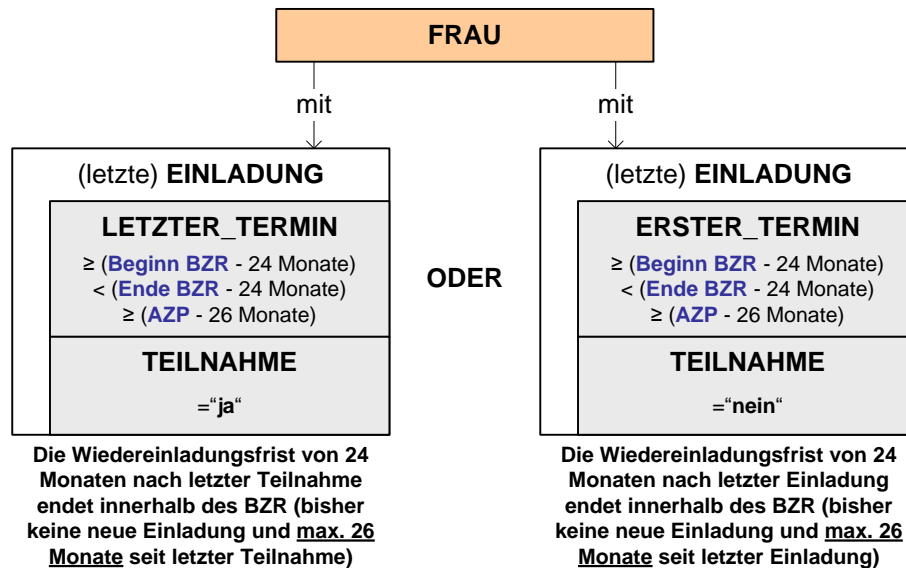 FRAU
mit
mit
(letzte) EINLADUNG
LETZTER_TERMIN
≥ (Beginn BZR - 24 Monate)
< (Ende BZR - 24 Monate)
≥ (AZP - 26 Monate)
TEILNAHME
=“ja“
Die Wiedereinladungsfrist von 24
Monaten nach letzter Teilnahme
endet innerhalb des BZR (bisher
keine neue Einladung und max. 26
Monate seit letzter Teilnahme)
ODER
(letzte) EINLADUNG
ERSTER_TERMIN
≥ (Beginn BZR - 24 Monate)
< (Ende BZR - 24 Monate)
≥ (AZP - 26 Monate)
TEILNAHME
=“nein“
Die Wiedereinladungsfrist von 24
Monaten nach letzter Einladung
endet innerhalb des BZR (bisher
keine neue Einladung und max. 26
Monate seit letzter Einladung)